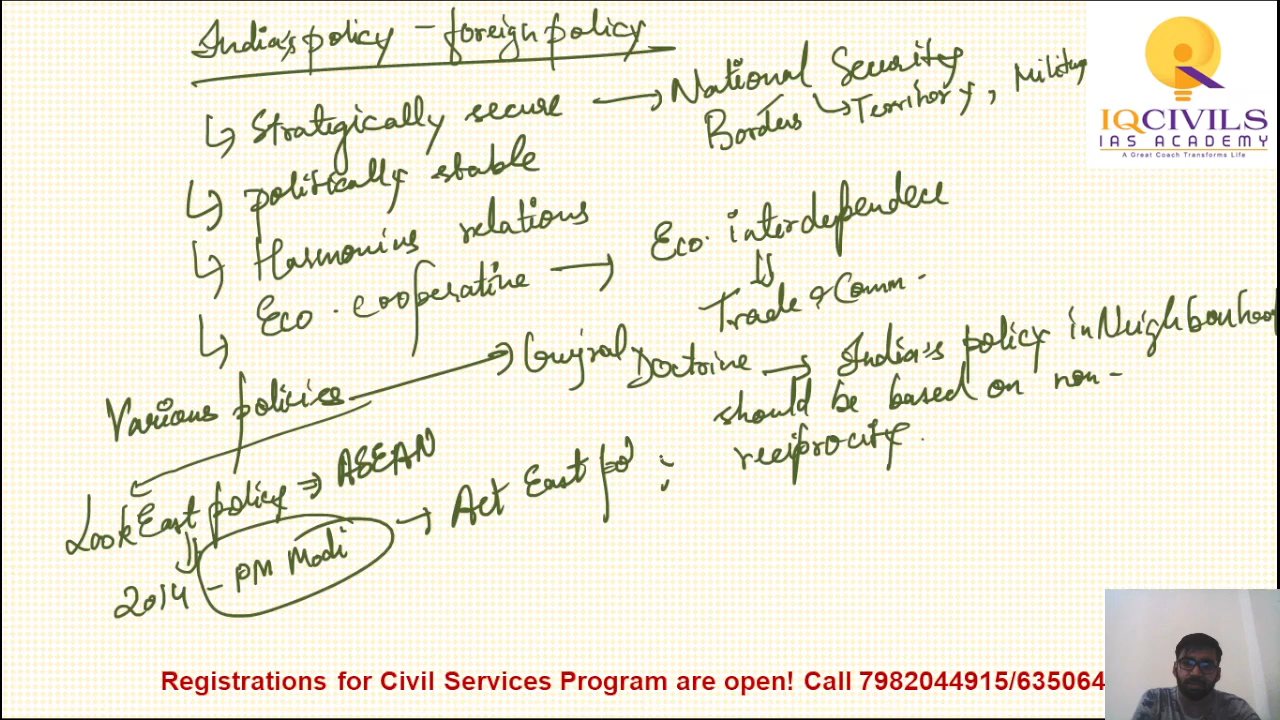 India's policy - foreign policy
↳ Strategically secure → National Security
Borders ↳ Territory, Military
↳ politically stable
↳ Harmonius relations
↳ Eco. cooperative → Eco. interdependece
⇓
Trade & Comm.
Various policies → Gujral Doctrine → India's policy in Neighbourhood
should be based on non-
reciprocity.
Look East policy ⇒ ASEAN
⇓
2014 - PM Modi → Act East po' ;
IQCIVILS
IAS ACADEMY
A Great Coach Transforms Life
Registrations for Civil Services Program are open! Call 7982044915/635064